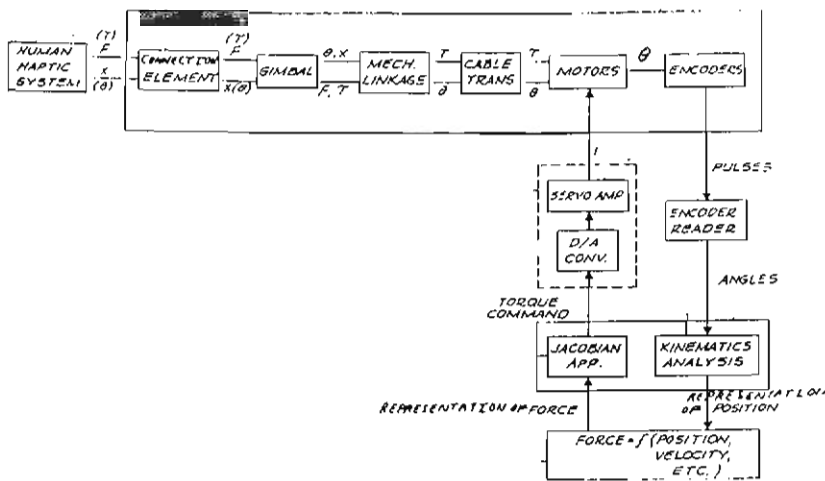 (T)
F
HUMAN
HAPTIC
SYSTEM
X
(θ)
CONNECTION
ELEMENT
(T)
F
X(θ)
GIMBAL
θ,X
F,T
MECH.
LINKAGE
T
θ
CABLE
TRANS
T.
θ
MOTORS
θ
ENCODERS
I
PULSES
SERVO AMP
ENCODER
READER
D/A
CONV.
ANGLES
TORQUE
COMMAND
JACOBIAN
APP.
KINEMATICS
ANALYSIS
REPRESENTATION OF FORCE
REPRESENTATION
OF POSITION
FORCE = f (POSITION,
VELOCITY,
ETC.)